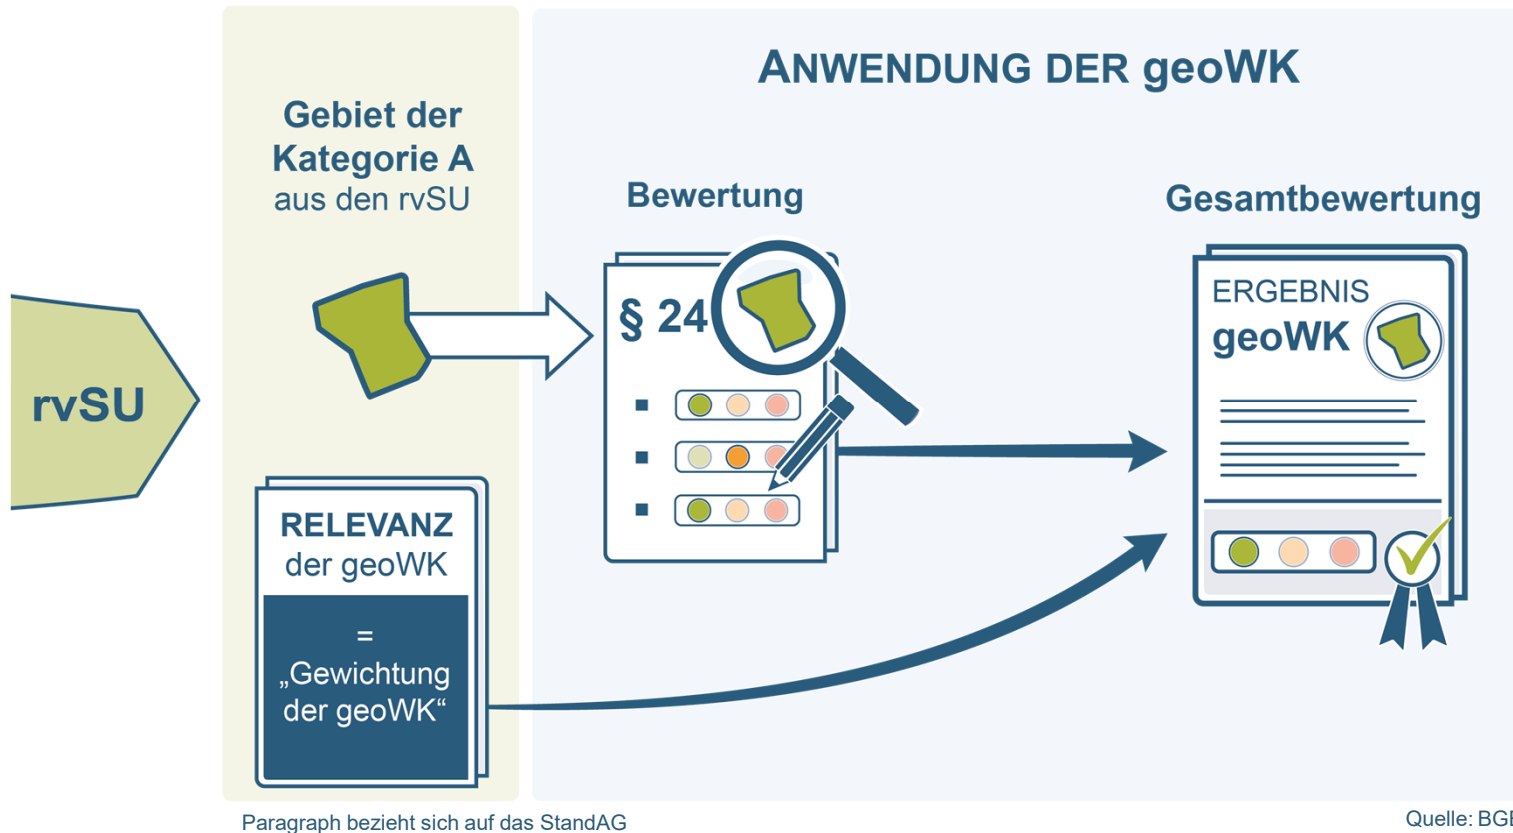 rvSU
Gebiet der
Kategorie A
aus den rvSU
RELEVANZ
der geoWK
=
„Gewichtung
der geoWK“
ANWENDUNG DER geoWK
Bewertung
§ 24
Gesamtbewertung
ERGEBNIS
geoWK
Paragraph bezieht sich auf das StandAG
Quelle: BGE